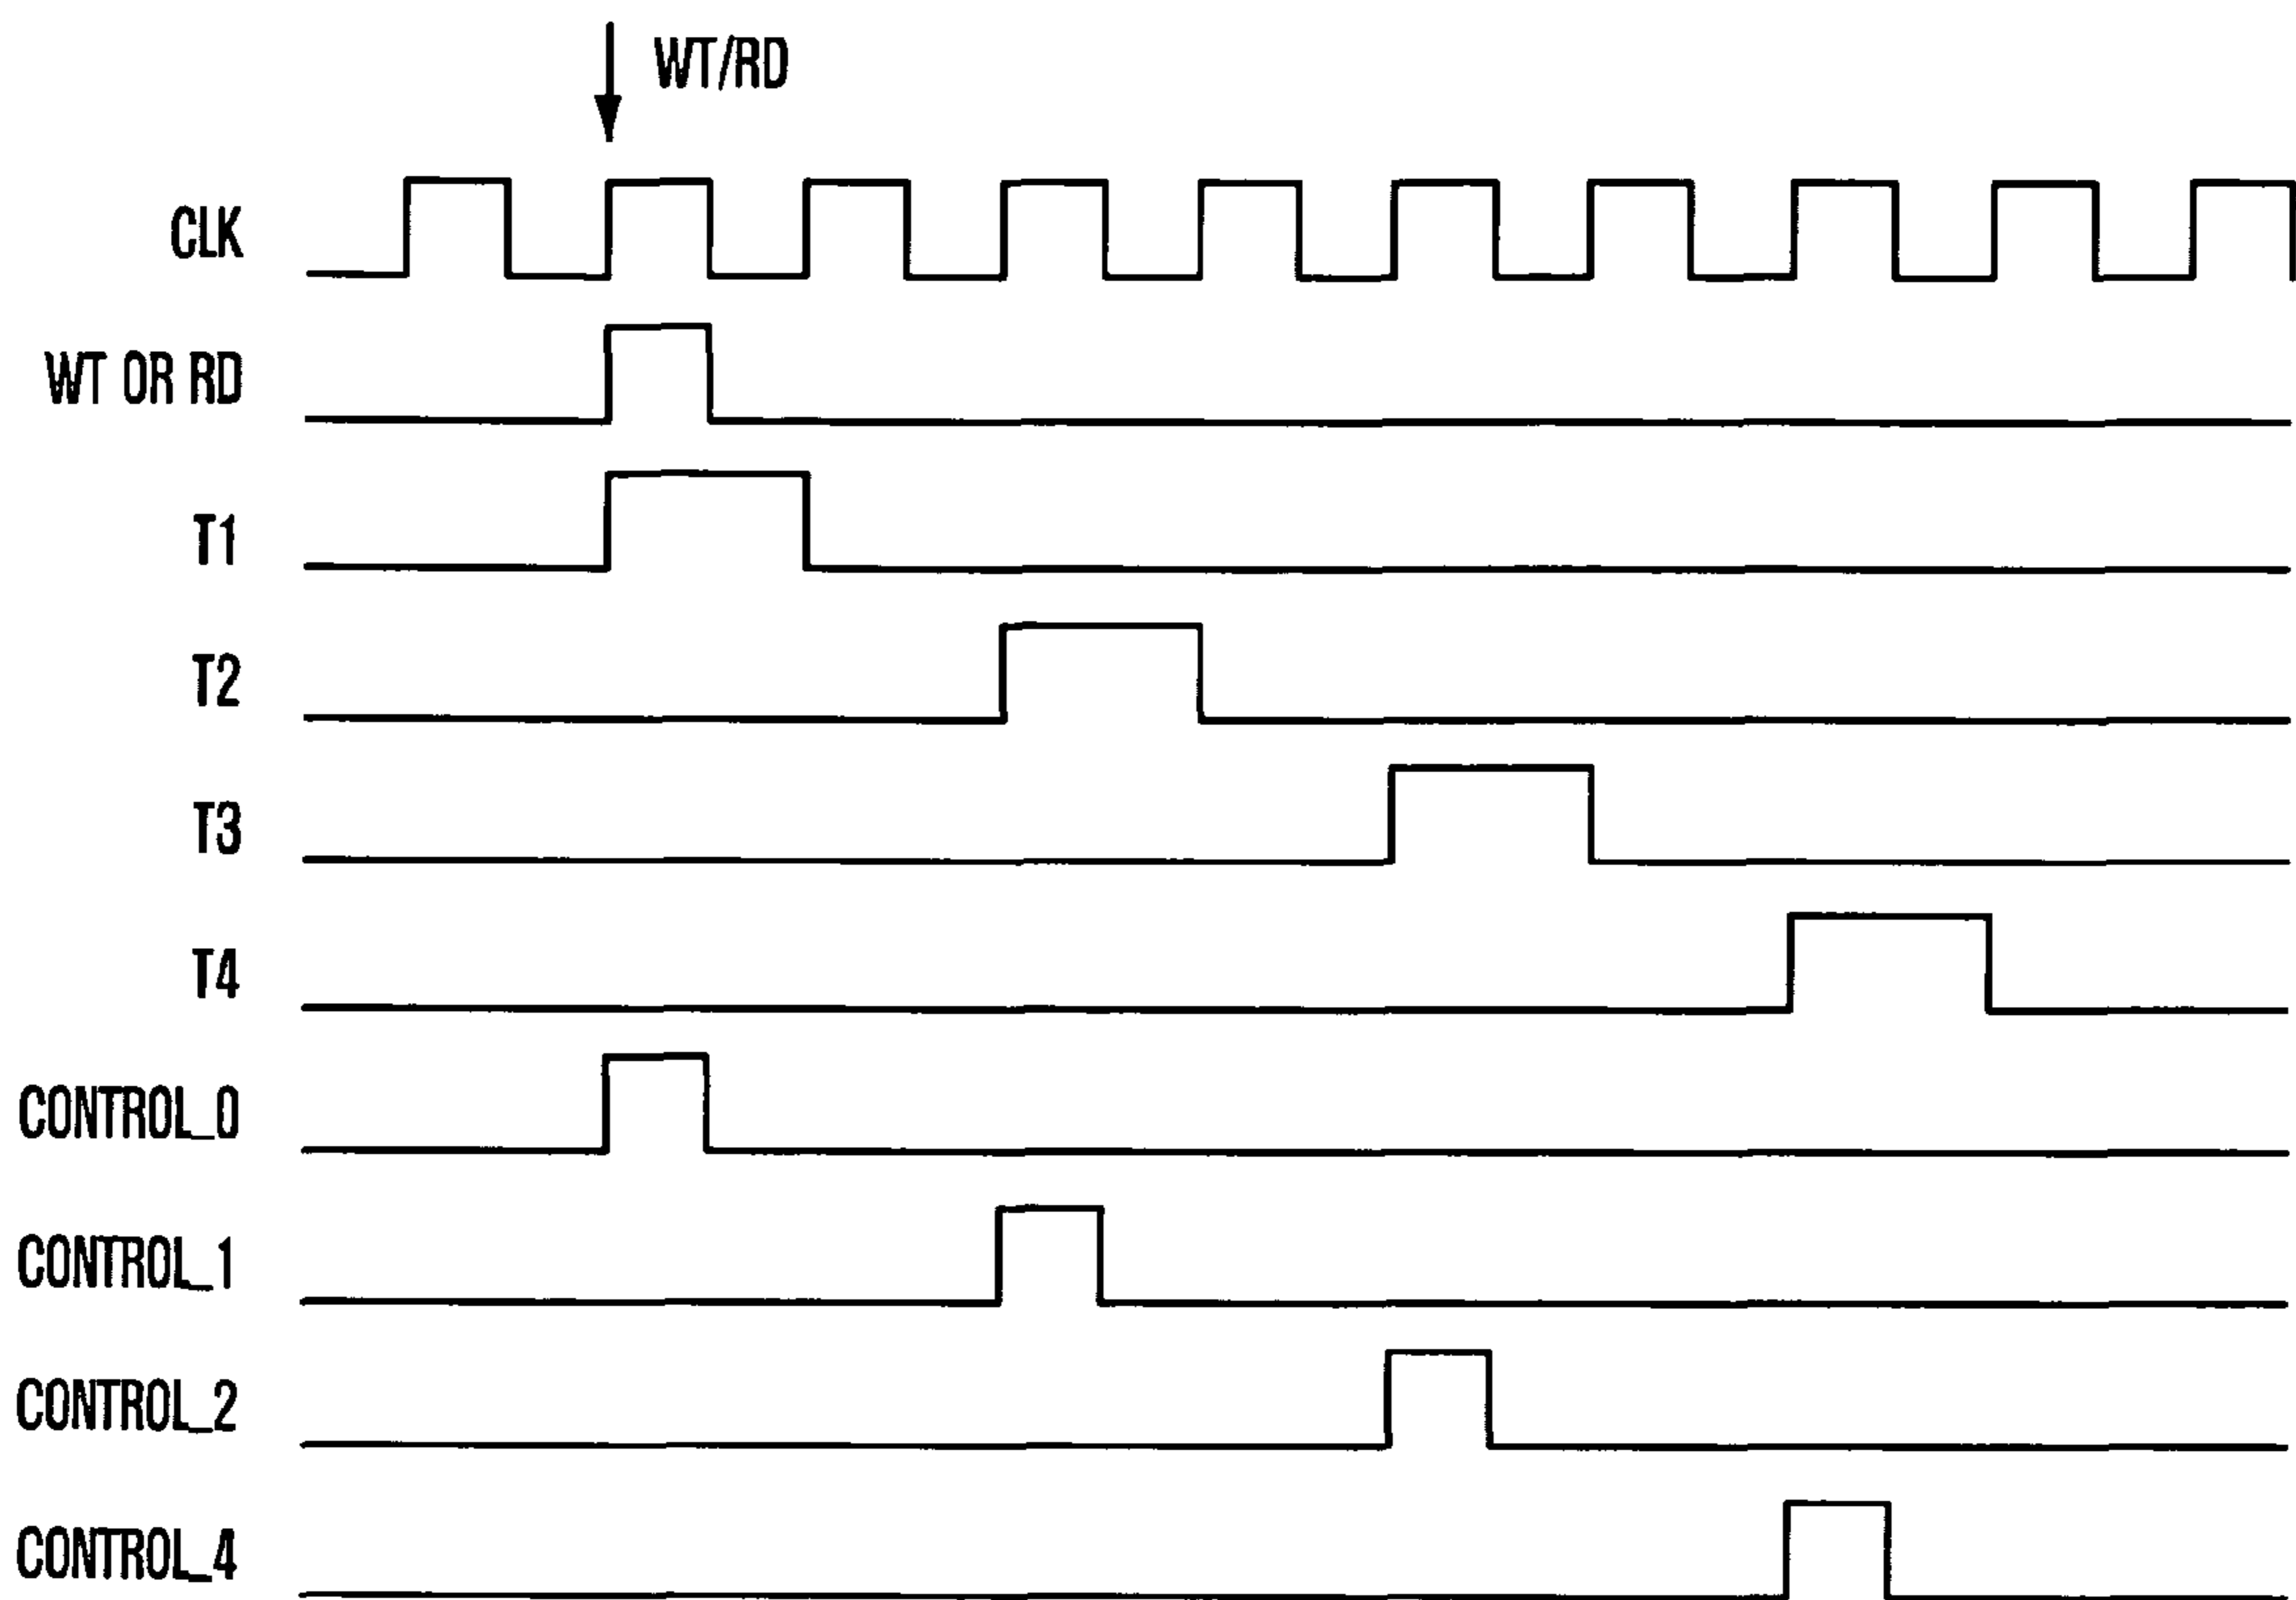 WT/RD
CLK
WT OR RD
T1
T2
T3
T4
CONTROL_0
CONTROL_1
CONTROL_2
CONTROL_4